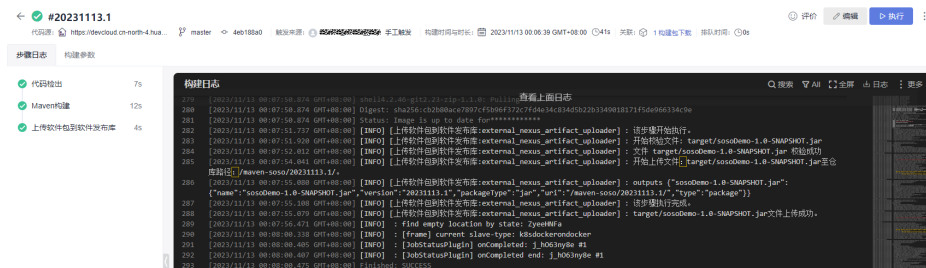 #20231113.1
评价 编辑 执行
代码源: https://devcloud.cn-north-4.hua... master 4eb188a0 触发来源: 手工触发 构建时间与时长: 2023/11/13 00:06:39 GMT+08:00 41s 关联: 1 构建包下载 排队时间: 0s
步骤日志 构建参数
代码检出 7s
Maven构建 12s
上传软件包到软件发布库 4s
构建日志 搜索 All 全屏 日志 更多
查看上面日志
279 [2023/11/13 00:07:50.874 GMT+08:00] shell4.2.46-git2.23-zip-1.1.0: Pulling
280 [2023/11/13 00:07:50.874 GMT+08:00] Digest:
281 [2023/11/13 00:07:50.874 GMT+08:00] Status: Image is up to date for************
282 [2023/11/13 00:07:51.737 GMT+08:00] [INFO] [上传软件包到软件发布库:external_nexus_artifact_uploader] : 该步骤开始执行。
283 [2023/11/13 00:07:51.920 GMT+08:00] [INFO] [上传软件包到软件发布库:external_nexus_artifact_uploader] : 开始校验文件: target/sosoDemo-1.0-SNAPSHOT.jar
284 [2023/11/13 00:07:52.012 GMT+08:00] [INFO] [上传软件包到软件发布库:external_nexus_artifact_uploader] : 文件 target/sosoDemo-1.0-SNAPSHOT.jar 校验成功
285 [2023/11/13 00:07:54.041 GMT+08:00] [INFO] [上传软件包到软件发布库:external_nexus_artifact_uploader] : 开始上传文件:target/sosoDemo-1.0-SNAPSHOT.jar至仓
库路径:/maven-soso/20231113.1/。
286 [2023/11/13 00:07:55.080 GMT+08:00] [INFO] [上传软件包到软件发布库:external_nexus_artifact_uploader] : outputs {"sosoDemo-1.0-SNAPSHOT.jar":
{"name":"sosoDemo-1.0-SNAPSHOT.jar","version":"20231113.1","packageType":"jar","uri":"/maven-soso/20231113.1/","type":"package"}}
287 [2023/11/13 00:07:55.108 GMT+08:00] [INFO] [上传软件包到软件发布库:external_nexus_artifact_uploader] : 该步骤执行完成。
288 [2023/11/13 00:07:55.079 GMT+08:00] [INFO] [上传软件包到软件发布库:external_nexus_artifact_uploader] : target/sosoDemo-1.0-SNAPSHOT.jar文件上传成功。
289 [2023/11/13 00:07:56.471 GMT+08:00] [INFO] : find empty location by state: ZyeeHNFa
290 [2023/11/13 00:08:00.338 GMT+08:00] [INFO] : [frame] current slave-type: k8sdockerondocker
291 [2023/11/13 00:08:00.405 GMT+08:00] [INFO] : [JobStatusPlugin] onCompleted: j_hO63ny8e #1
292 [2023/11/13 00:08:00.407 GMT+08:00] [INFO] : [JobStatusPlugin] onCompleted end: j_hO63ny8e #1
293 [2023/11/13 00:08:00.475 GMT+08:00] Finished: SUCCESS